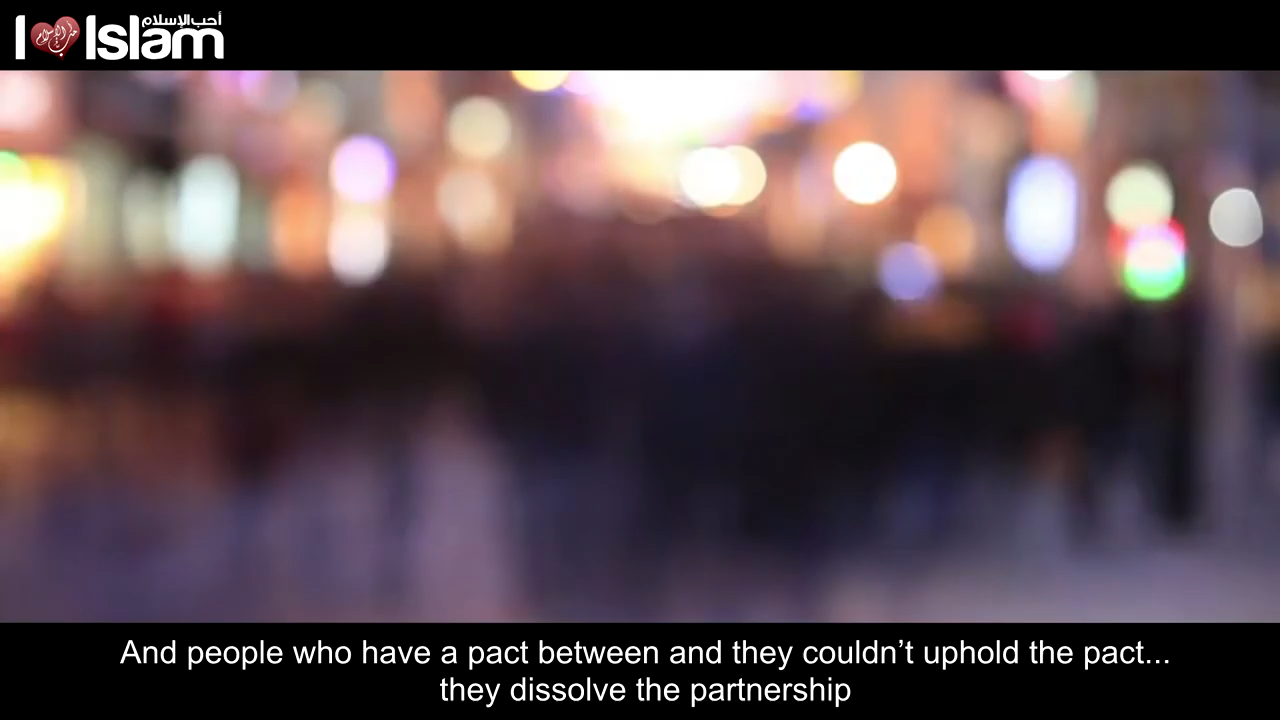 أحب الإسلام
I Islam
And people who have a pact between and they couldn’t uphold the pact...
they dissolve the partnership